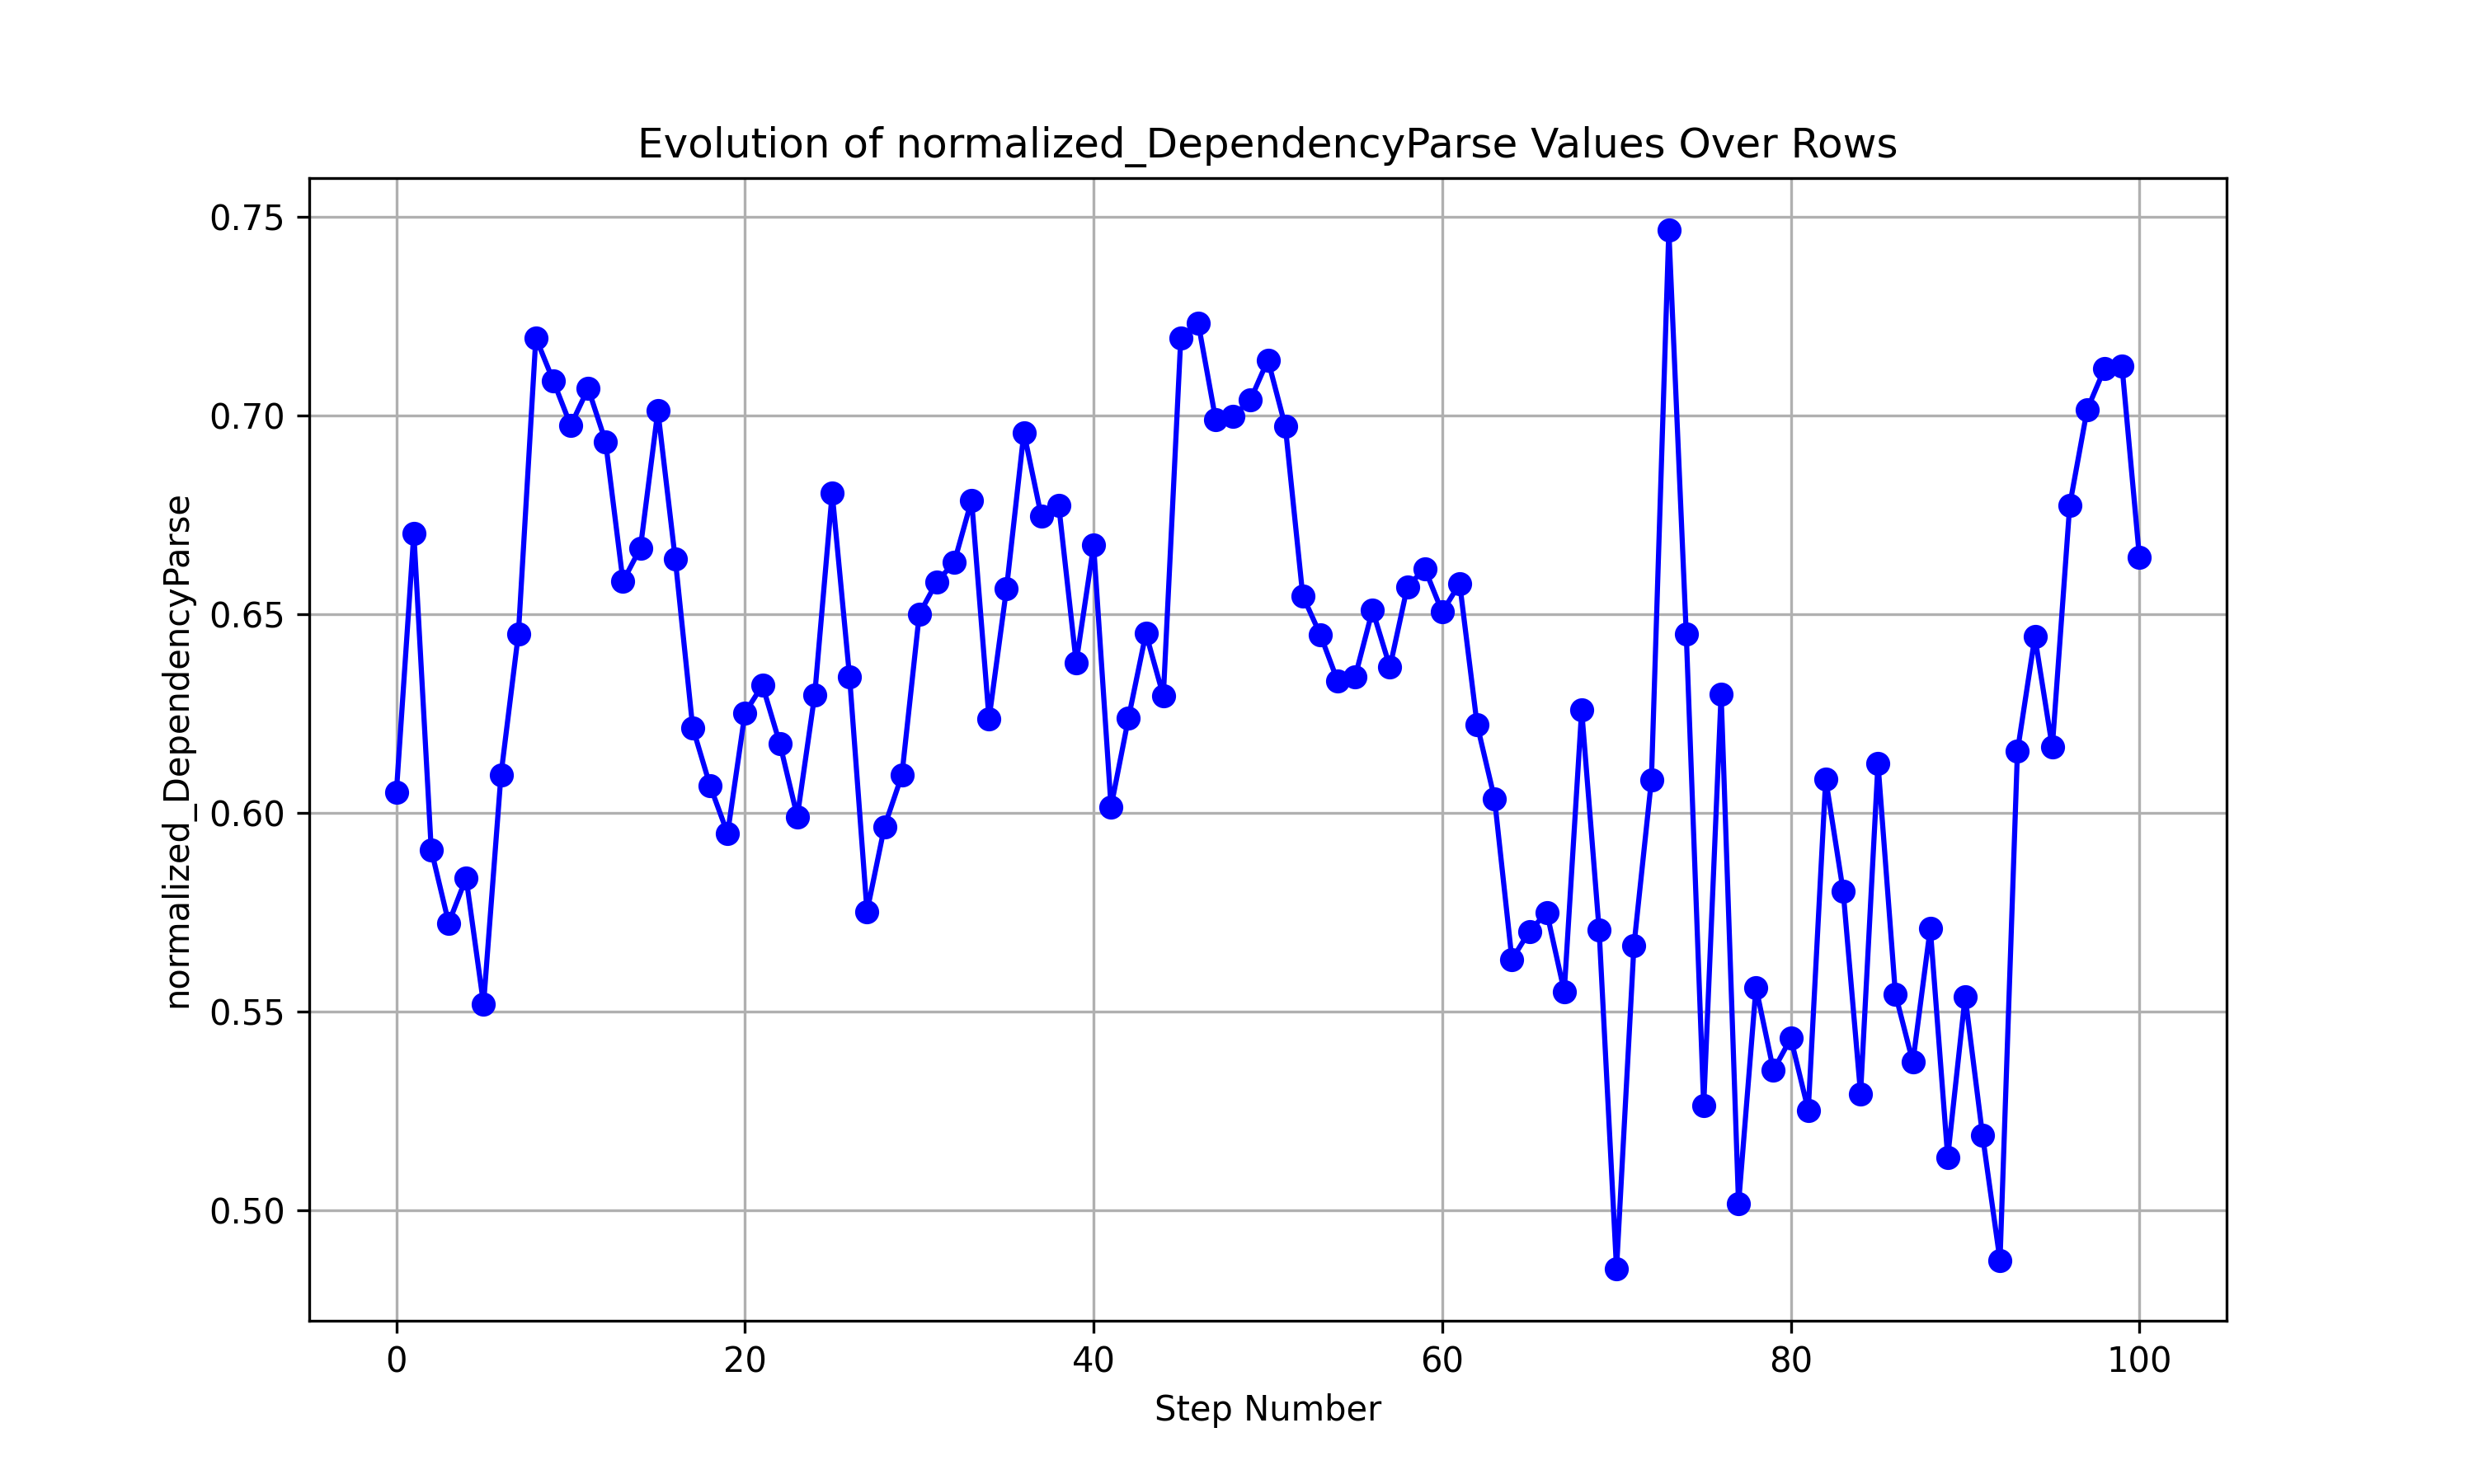 Evolution of normalized_DependencyParse Values Over Rows
normalized_DependencyParse
0.75
0.70
0.65
0.60
0.55
0.50
0 20 40 60 80 100
Step Number